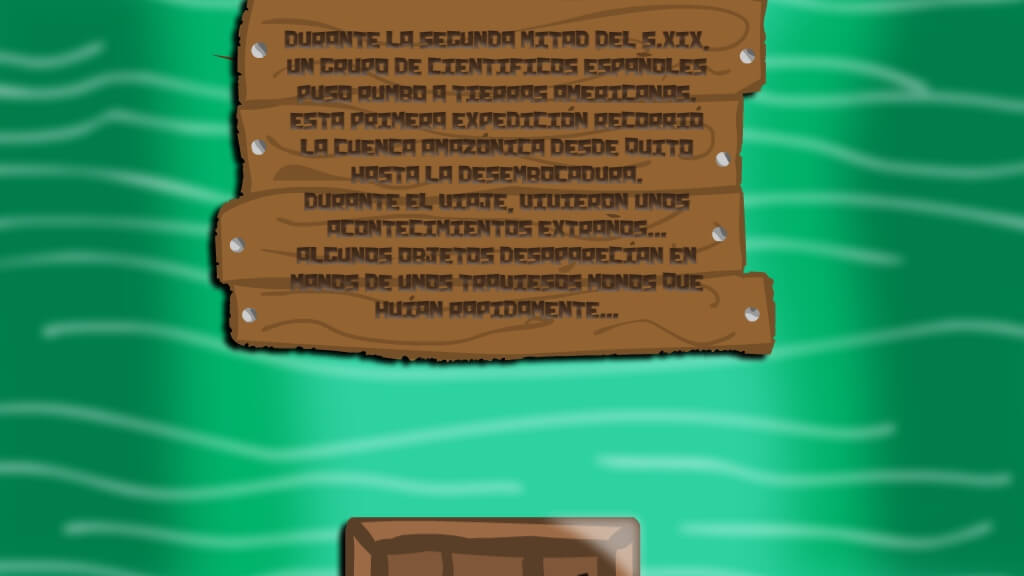 DURANTE LA SEGUNDA MITAD DEL S.XIX,
UN GRUPO DE CIENTIFICOS ESPAÑOLES
PUSO RUMBO A TIERRAS AMERICANAS.
ESTA PRIMERA EXPEDICIÓN RECORRIÓ
LA CUENCA AMAZÓNICA DESDE QUITO
HASTA LA DESEMBOCADURA.
DURANTE EL VIAJE, VIVIERON UNOS
ACONTECIMIENTOS EXTRAÑOS...
ALGUNOS OBJETOS DESAPARECÍAN EN
MANOS DE UNOS TRAVIESOS MONOS QUE
HUÍAN RAPIDAMENTE...